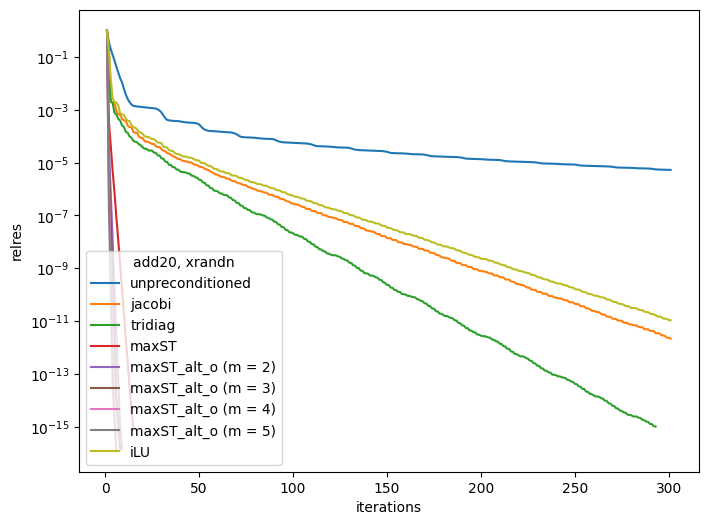 10⁻¹
10⁻³
10⁻⁵
10⁻⁷
10⁻⁹
10⁻¹¹
10⁻¹³
10⁻¹⁵
relres
add20, xrandn
unpreconditioned
jacobi
tridiag
maxST
maxST_alt_o (m = 2)
maxST_alt_o (m = 3)
maxST_alt_o (m = 4)
maxST_alt_o (m = 5)
iLU
0 50 100 150 200 250 300
iterations